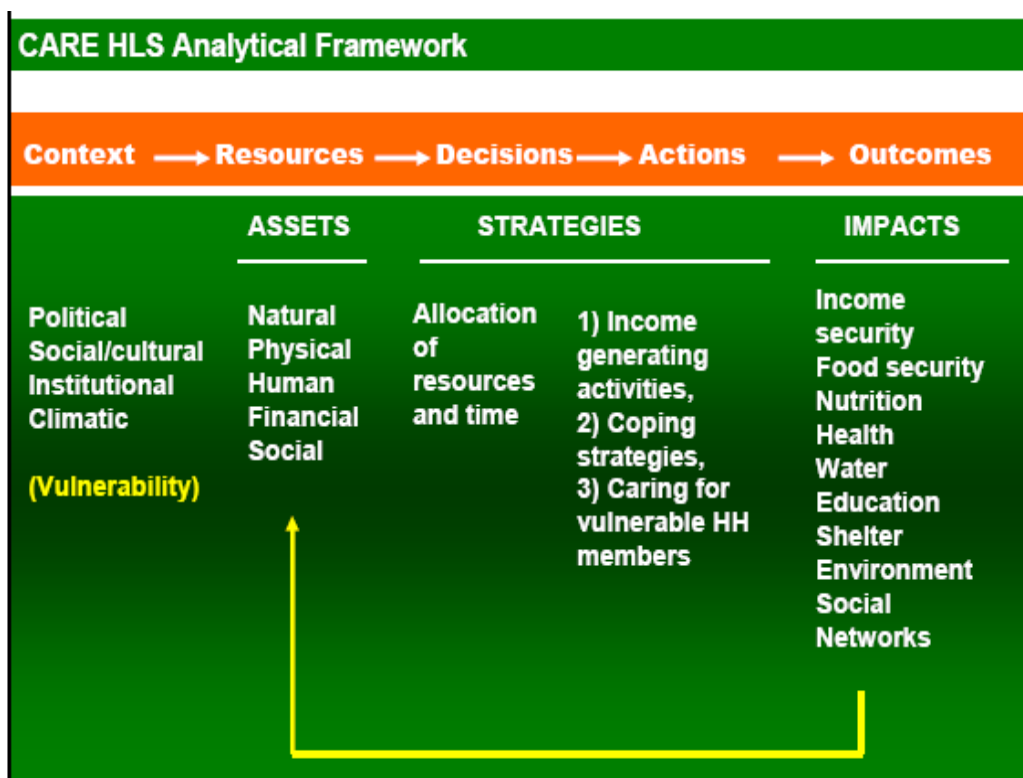 CARE HLS Analytical Framework
Context Resources Decisions Actions Outcomes
ASSETS
STRATEGIES
IMPACTS
Political
Social/cultural
Institutional
Climatic
(Vulnerability)
Natural
Physical
Human
Financial
Social
Allocation
of
resources
and time
1) Income
generating
activities,
2) Coping
strategies,
3) Caring for
vulnerable HH
members
Income
security
Food security
Nutrition
Health
Water
Education
Shelter
Environment
Social
Networks